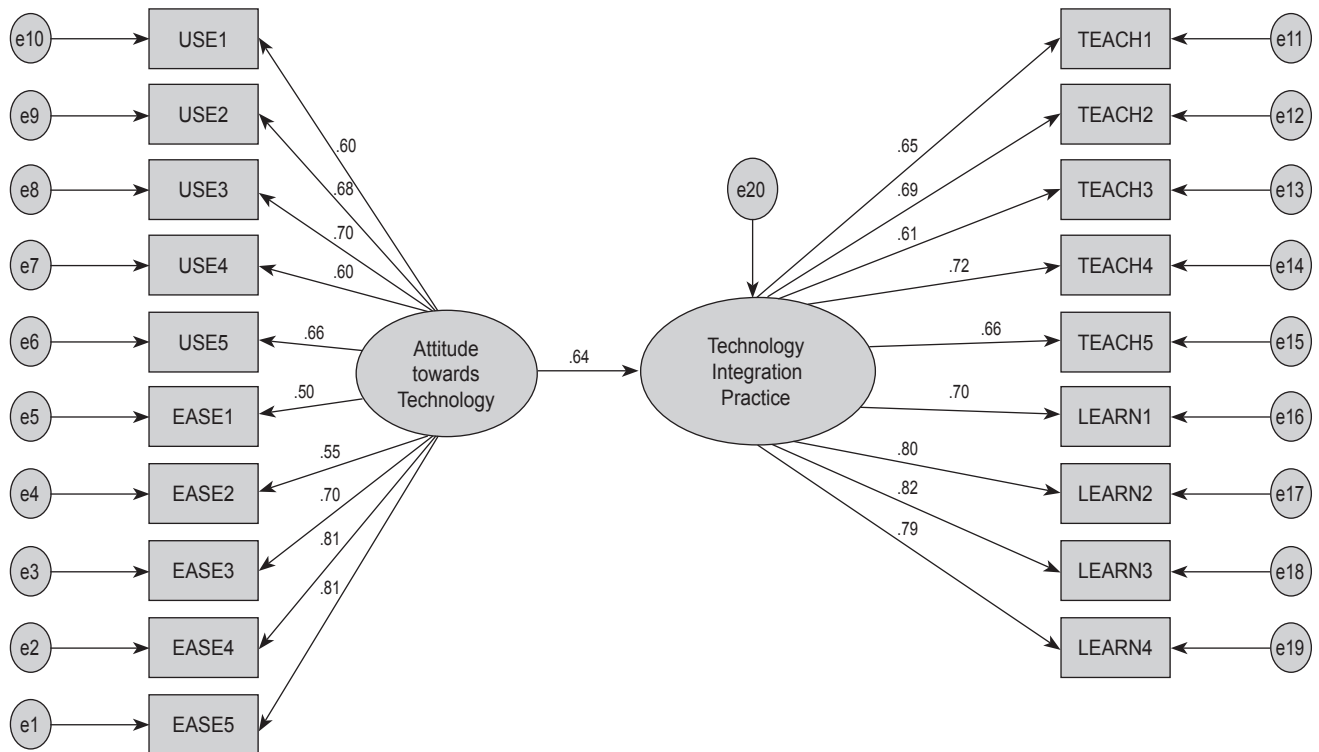 e10
USE1
e9
USE2
e8
USE3
e7
USE4
e6
USE5
e5
EASE1
e4
EASE2
e3
EASE3
e2
EASE4
e1
EASE5
.60
.68
.70
.60
.66
.50
.55
.70
.81
.81
Attitude
towards
Technology
.64
e20
Technology
Integration
Practice
.65
.69
.61
.72
.66
.70
.80
.82
.79
TEACH1
e11
TEACH2
e12
TEACH3
e13
TEACH4
e14
TEACH5
e15
LEARN1
e16
LEARN2
e17
LEARN3
e18
LEARN4
e19